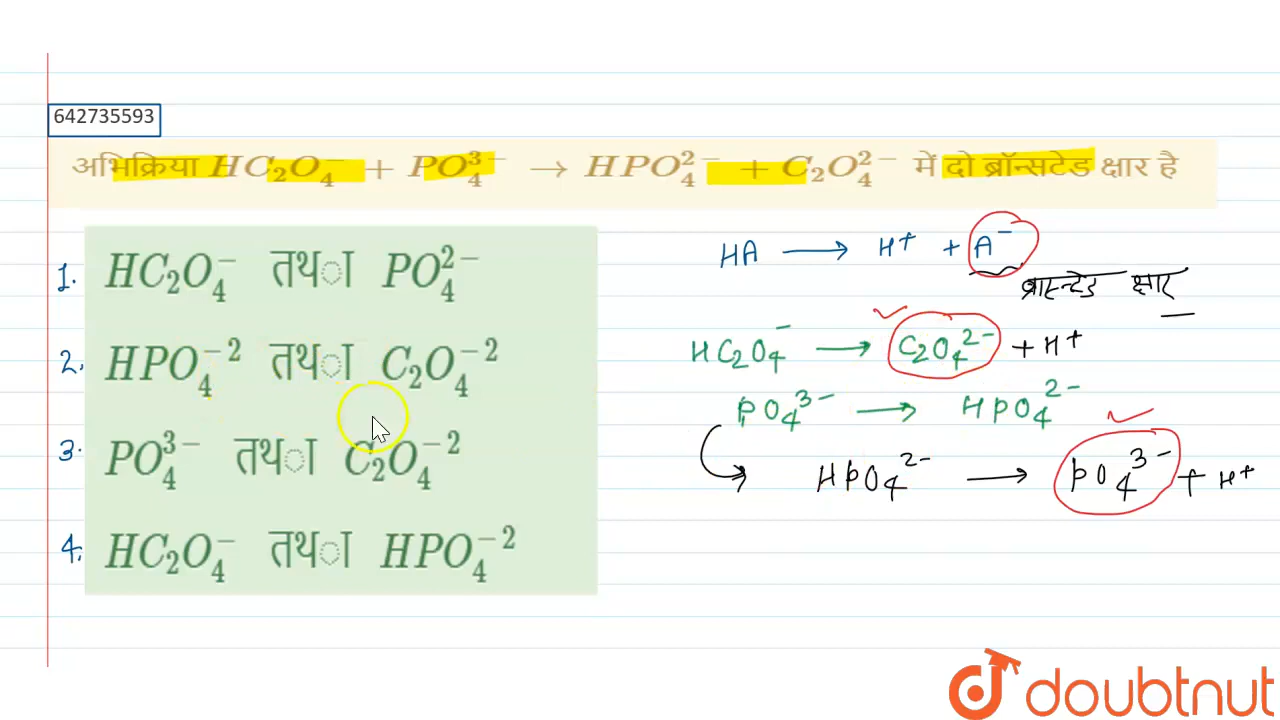 642735593
अभिक्रिया HC₂O₄⁻ + PO₄³⁻ → HPO₄²⁻ + C₂O₄²⁻ में दो ब्रॉन्सटेड क्षार है
1. HC₂O₄⁻ तथा PO₄²⁻
2. HPO₄⁻² तथा C₂O₄⁻²
3. PO₄³⁻ तथा C₂O₄⁻²
4. HC₂O₄⁻ तथा HPO₄⁻²
HA → H⁺ + A⁻
ब्रान्स्टेड क्षार
HC₂O₄⁻ → C₂O₄²⁻ + H⁺
PO₄³⁻ → HPO₄²⁻
HPO₄²⁻ → PO₄³⁻ + H⁺
doubtnut